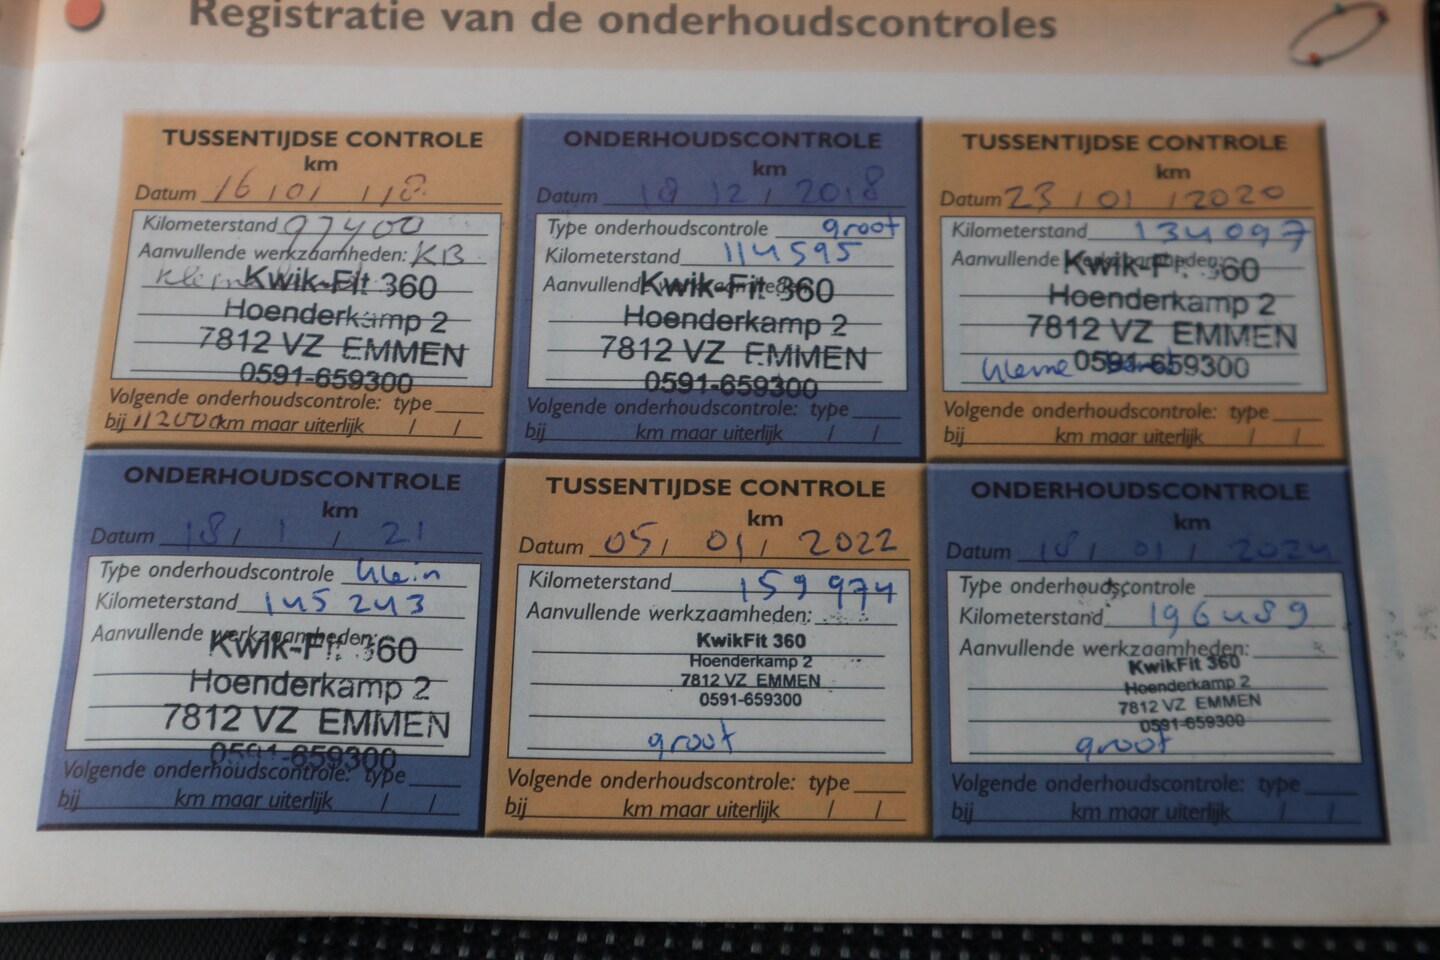 Registratie van de onderhoudscontroles
TUSSENTIJDSE CONTROLE
km
Datum 16 / 01 / 18
Kilometerstand 97400
Aanvullende werkzaamheden: KB
Klein
Kwik-Fit 360
Hoenderkamp 2
7812 VZ EMMEN
0591-659300
Volgende onderhoudscontrole: type
bij 112000 km maar uiterlijk / /
ONDERHOUDSCONTROLE
km
Datum 18 12 / 2018
Type onderhoudscontrole groot
Kilometerstand 114595
Aanvullende werkzaamheden
Kwik-Fit 360
Hoenderkamp 2
7812 VZ EMMEN
0591-659300
Volgende onderhoudscontrole: type
bij km maar uiterlijk / /
TUSSENTIJDSE CONTROLE
km
Datum 23 / 01 / 2020
Kilometerstand 134097
Aanvullende werkzaamheden:
Kwik-Fit 360
Hoenderkamp 2
7812 VZ EMMEN
kleine 0591-659300
Volgende onderhoudscontrole: type
bij km maar uiterlijk / /
ONDERHOUDSCONTROLE
km
Datum 18 / 1 / 21
Type onderhoudscontrole klein
Kilometerstand 145243
Aanvullende werkzaamheden:
Kwik-Fit 360
Hoenderkamp 2
7812 VZ EMMEN
0591-659300
Volgende onderhoudscontrole: type
bij km maar uiterlijk / /
TUSSENTIJDSE CONTROLE
km
Datum 05 / 01 / 2022
Kilometerstand 159974
Aanvullende werkzaamheden:
KwikFit 360
Hoenderkamp 2
7812 VZ EMMEN
0591-659300
groot
Volgende onderhoudscontrole: type
bij km maar uiterlijk / /
ONDERHOUDSCONTROLE
km
Datum 18 / 01 / 2024
Type onderhoudscontrole
Kilometerstand 196489
Aanvullende werkzaamheden:
KwikFit 360
Hoenderkamp 2
7812 VZ EMMEN
0591-659300
groot
Volgende onderhoudscontrole: type
bij km maar uiterlijk / /